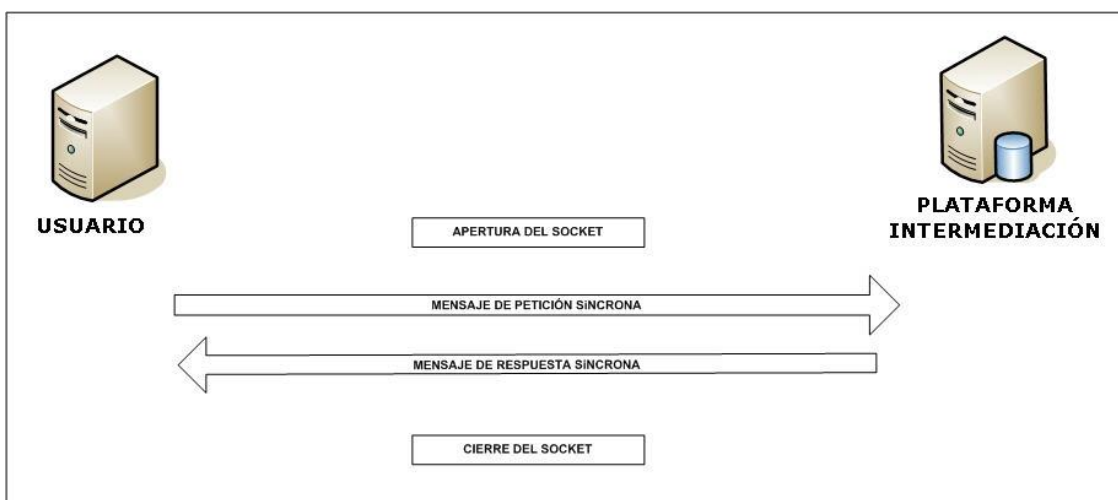 USUARIO
PLATAFORMA
INTERMEDIACIÓN
APERTURA DEL SOCKET
MENSAJE DE PETICIÓN SíNCRONA
MENSAJE DE RESPUESTA SíNCRONA
CIERRE DEL SOCKET